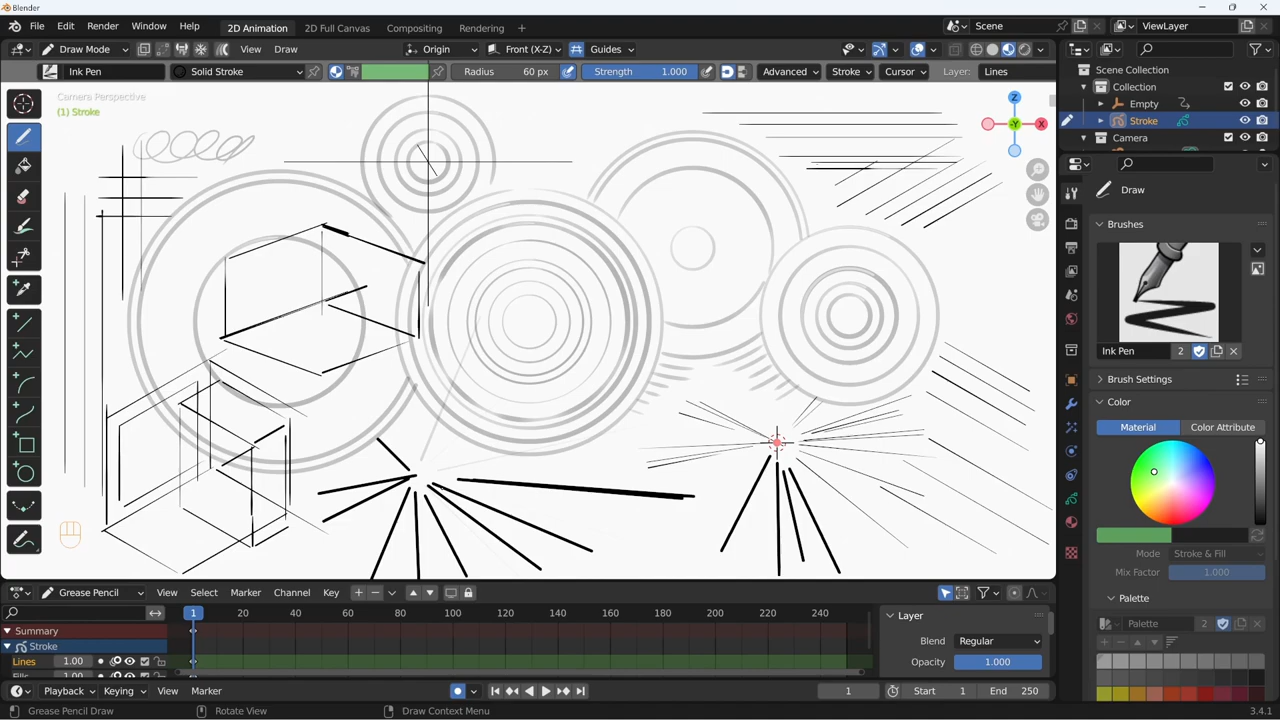 Blender
File Edit Render Window Help 2D Animation 2D Full Canvas Compositing Rendering Scene ViewLayer
Draw Mode View Draw Origin Front (X-Z) Guides
Ink Pen Solid Stroke Radius 60 px Strength 1.000 Advanced Stroke Cursor Layer: Lines
Camera Perspective
(1) Stroke
Z
-Y X
Scene Collection
Collection
Empty
Stroke
Camera
Draw
Brushes
Ink Pen 2
Brush Settings
Color
Material Color Attribute
Mode Stroke & Fill
Mix Factor 1.000
Palette
Palette 2
Grease Pencil View Select Marker Channel Key
1 20 40 60 80 100 120 140 160 180 200 220 240
Summary
Stroke
Lines 1.00
Layer
Blend Regular
Opacity 1.000
Playback Keying View Marker 1 Start 1 End 250
Grease Pencil Draw Rotate View Draw Context Menu 3.4.1